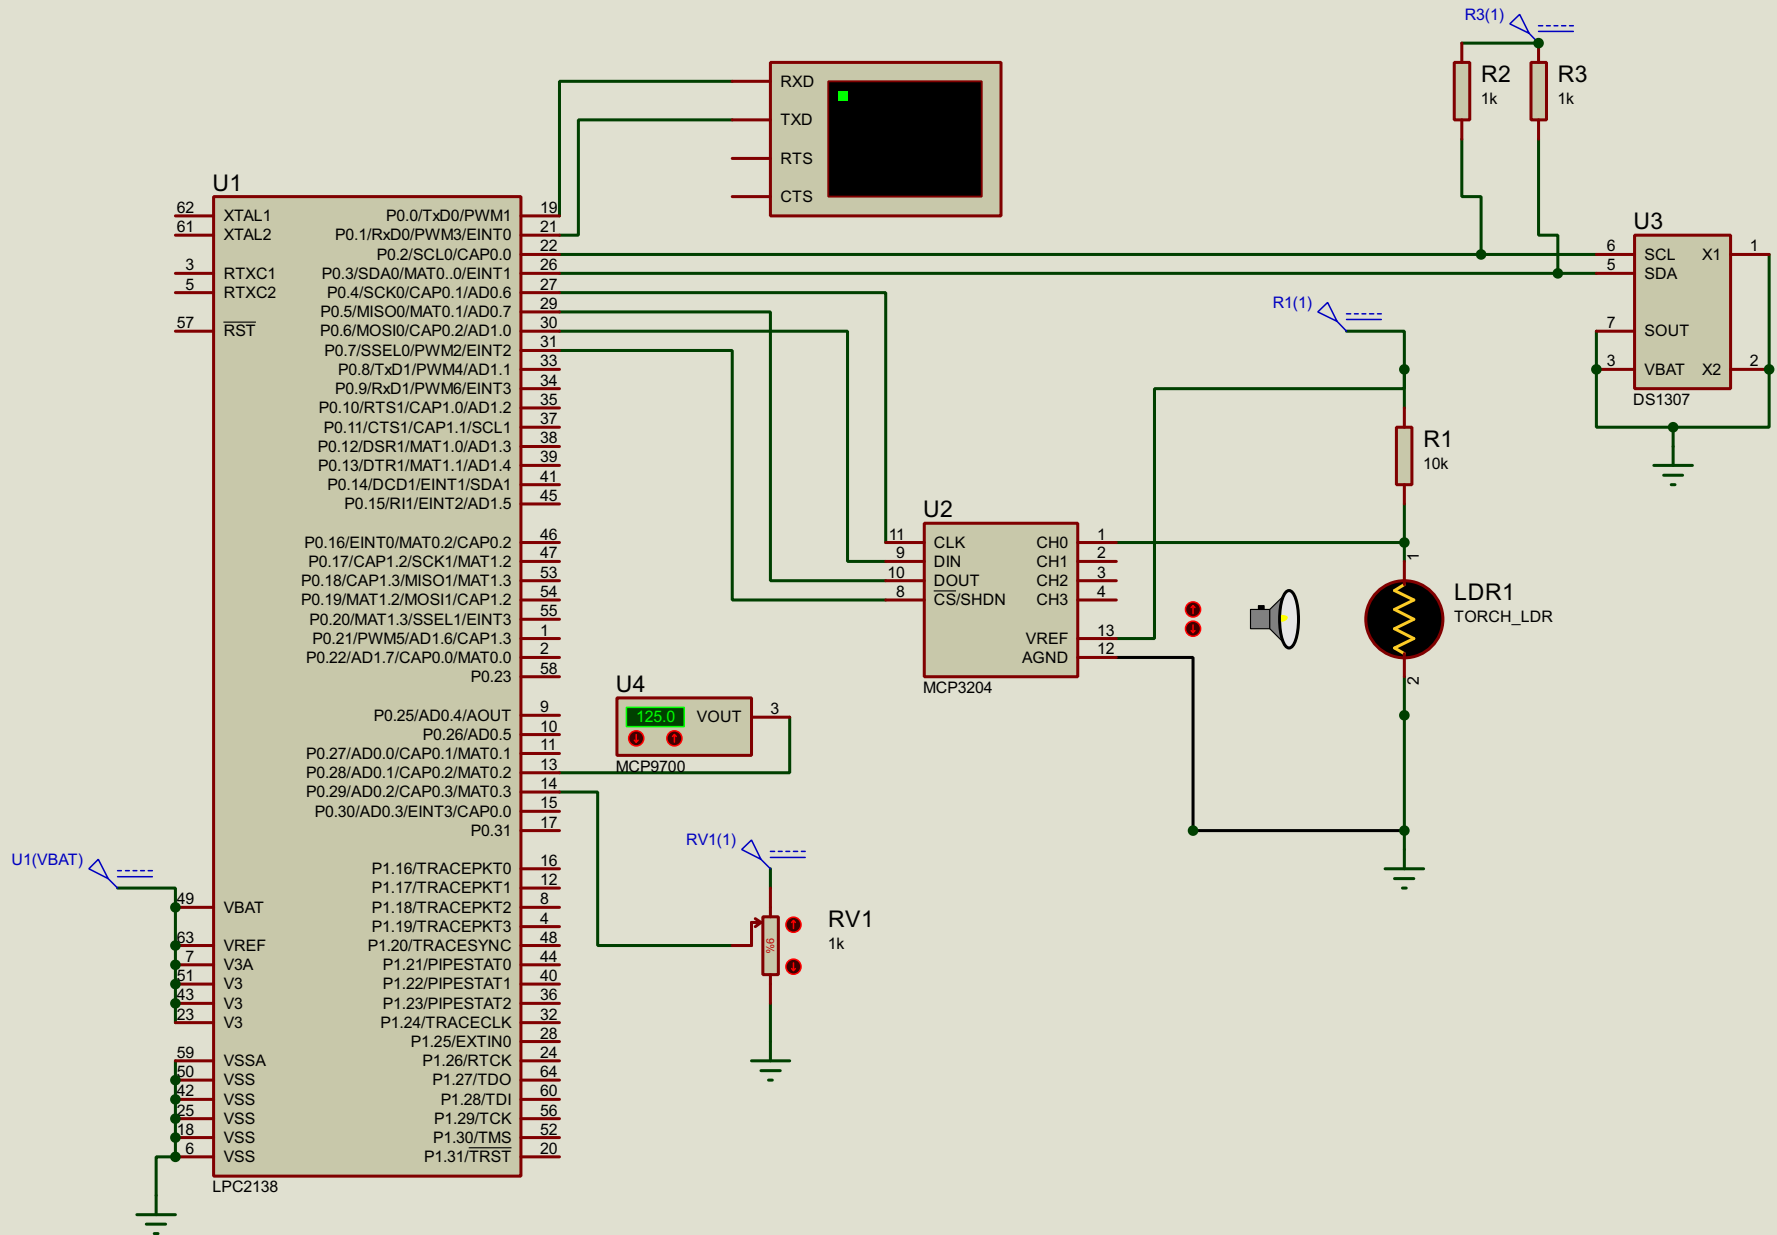 R3(1)
R2
1k
R3
1k
RXD
TXD
RTS
CTS
U1
62 XTAL1
61 XTAL2
3 RTXC1
5 RTXC2
57 RST
P0.0/TxD0/PWM1 19
P0.1/RxD0/PWM3/EINT0 21
P0.2/SCL0/CAP0.0 22
P0.3/SDA0/MAT0..0/EINT1 26
P0.4/SCK0/CAP0.1/AD0.6 27
P0.5/MISO0/MAT0.1/AD0.7 29
P0.6/MOSI0/CAP0.2/AD1.0 30
P0.7/SSEL0/PWM2/EINT2 31
P0.8/TxD1/PWM4/AD1.1 33
P0.9/RxD1/PWM6/EINT3 34
P0.10/RTS1/CAP1.0/AD1.2 35
P0.11/CTS1/CAP1.1/SCL1 37
P0.12/DSR1/MAT1.0/AD1.3 38
P0.13/DTR1/MAT1.1/AD1.4 39
P0.14/DCD1/EINT1/SDA1 41
P0.15/RI1/EINT2/AD1.5 45
P0.16/EINT0/MAT0.2/CAP0.2 46
P0.17/CAP1.2/SCK1/MAT1.2 47
P0.18/CAP1.3/MISO1/MAT1.3 53
P0.19/MAT1.2/MOSI1/CAP1.2 54
P0.20/MAT1.3/SSEL1/EINT3 55
P0.21/PWM5/AD1.6/CAP1.3 1
P0.22/AD1.7/CAP0.0/MAT0.0 2
P0.23 58
P0.25/AD0.4/AOUT 9
P0.26/AD0.5 10
P0.27/AD0.0/CAP0.1/MAT0.1 11
P0.28/AD0.1/CAP0.2/MAT0.2 13
P0.29/AD0.2/CAP0.3/MAT0.3 14
P0.30/AD0.3/EINT3/CAP0.0 15
P0.31 17
P1.16/TRACEPKT0 16
P1.17/TRACEPKT1 12
P1.18/TRACEPKT2 8
P1.19/TRACEPKT3 4
P1.20/TRACESYNC 48
P1.21/PIPESTAT0 44
P1.22/PIPESTAT1 40
P1.23/PIPESTAT2 36
P1.24/TRACECLK 32
P1.25/EXTIN0 28
P1.26/RTCK 24
P1.27/TDO 64
P1.28/TDI 60
P1.29/TCK 56
P1.30/TMS 52
P1.31/TRST 20
U1(VBAT)
49 VBAT
63 VREF
7 V3A
51 V3
43 V3
23 V3
59 VSSA
50 VSS
42 VSS
25 VSS
18 VSS
6 VSS
LPC2138
U3
6 SCL X1 1
5 SDA
7 SOUT
3 VBAT X2 2
DS1307
R1(1)
R1
10k
U2
11 CLK CH0 1
9 DIN CH1 2
10 DOUT CH2 3
8 CS/SHDN CH3 4
VREF 13
AGND 12
MCP3204
1
LDR1
TORCH_LDR
2
U4
125.0 VOUT 3
MCP9700
RV1(1)
RV1
1k
9%